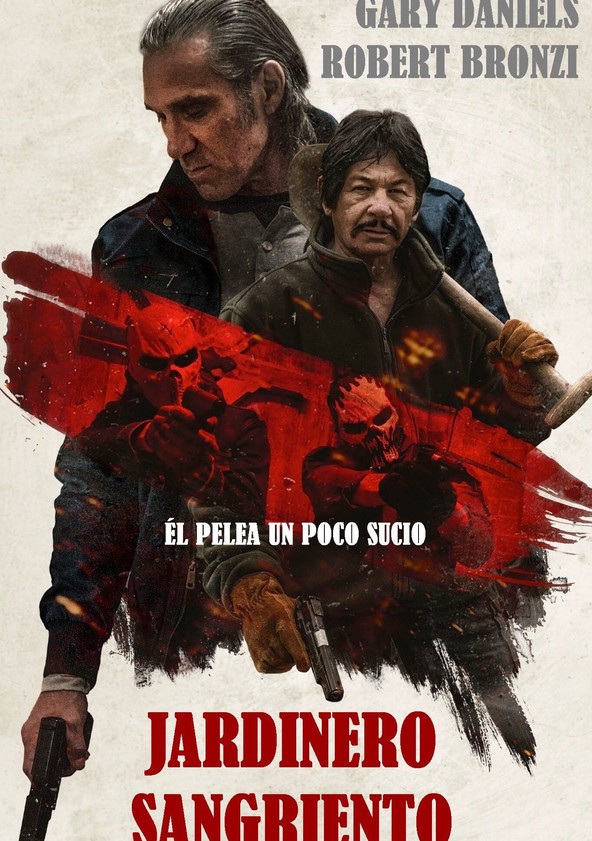 GARY DANIELS
ROBERT BRONZI
ÉL PELEA UN POCO SUCIO
JARDINERO
SANGRIENTO